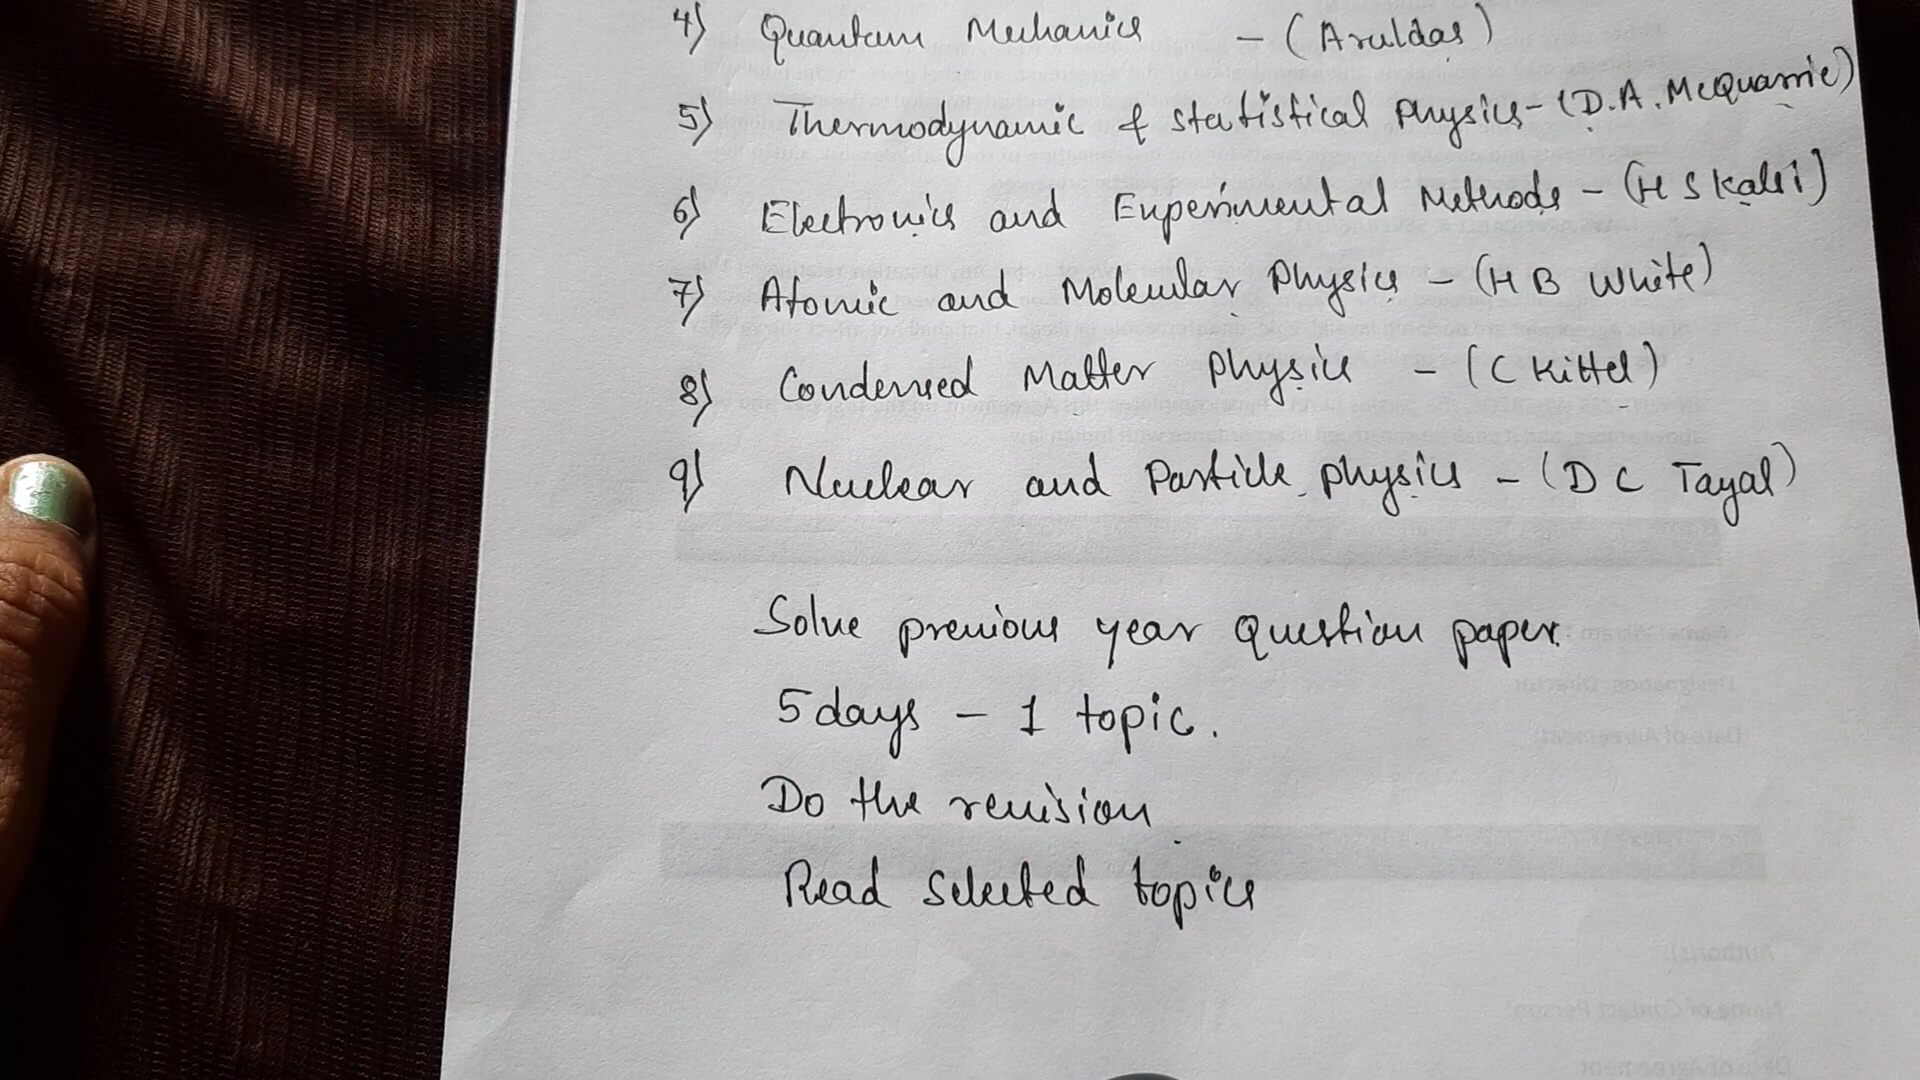 4) Quantum Mechanics - (Aruldas)
5) Thermodynamic & statistical Physics - (D.A. McQuarrie)
6) Electronics and Experimental Methods - (H S Kalsi)
7) Atomic and Molecular Physics - (H B White)
8) Condensed Matter Physics - (C Kittel)
9) Nuclear and Particle physics - (D C Tayal)
Solve previous year question paper.
5 days - 1 topic.
Do the revision
Read selected topics